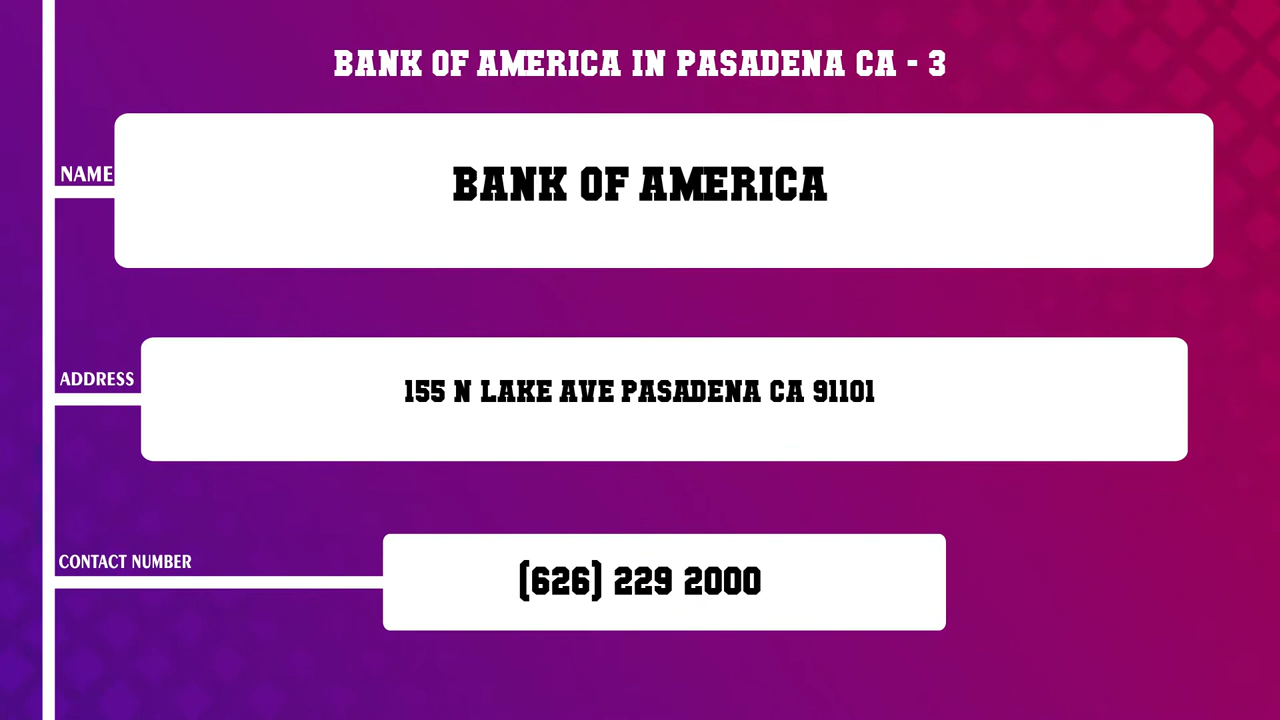 BANK OF AMERICA IN PASADENA CA - 3
NAME
BANK OF AMERICA
ADDRESS
155 N LAKE AVE PASADENA CA 91101
CONTACT NUMBER
(626) 229 2000